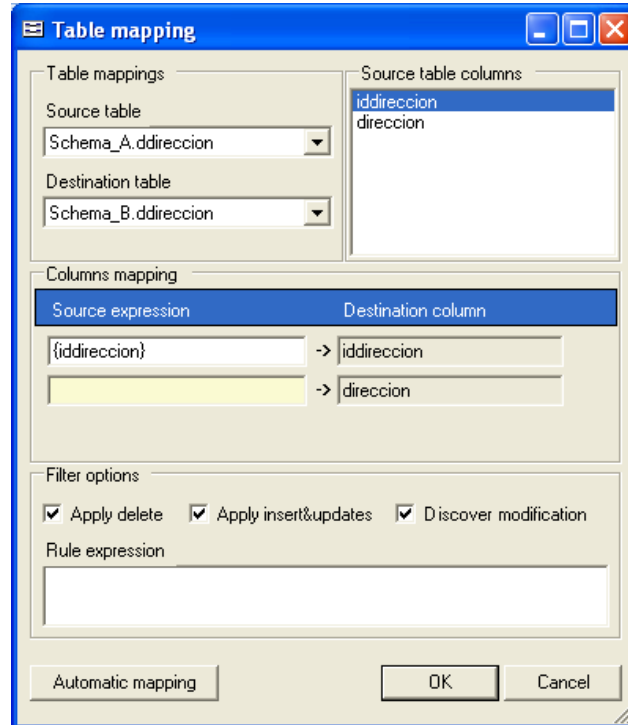 Table mapping
Table mappings
Source table
Schema_A.ddireccion
Destination table
Schema_B.ddireccion
Source table columns
iddireccion
direccion
Columns mapping
Source expression Destination column
{iddireccion} -> iddireccion
-> direccion
Filter options
Apply delete Apply insert&updates Discover modification
Rule expression
Automatic mapping OK Cancel